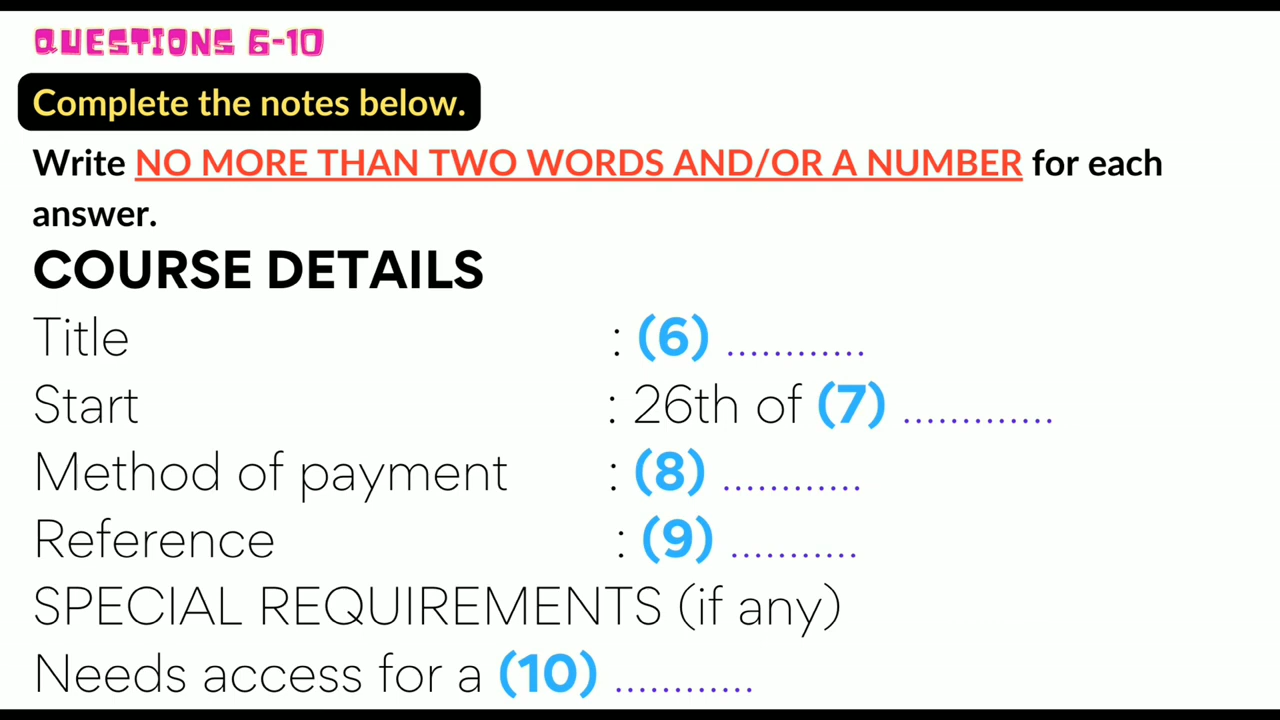 QUESTIONS 6-10
Complete the notes below.
Write NO MORE THAN TWO WORDS AND/OR A NUMBER for each
answer.
COURSE DETAILS
Title : (6) ............
Start : 26th of (7) .............
Method of payment : (8) ............
Reference : (9) ...........
SPECIAL REQUIREMENTS (if any)
Needs access for a (10) ............